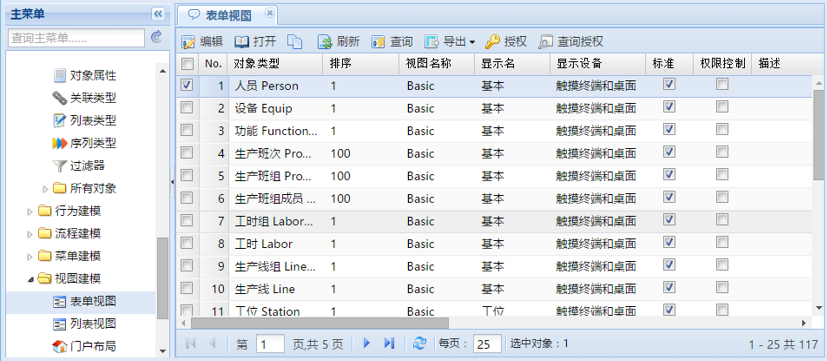 主菜单
查询主菜单......
对象属性
关联类型
列表类型
序列类型
过滤器
所有对象
行为建模
流程建模
菜单建模
视图建模
表单视图
列表视图
门户布局
表单视图
编辑 打开 刷新 查询 导出 授权 查询授权
No. 对象类型 排序 视图名称 显示名 显示设备 标准 权限控制 描述
1 人员 Person 1 Basic 基本 触摸终端和桌面
2 设备 Equip 1 Basic 基本 触摸终端和桌面
3 功能 Function... 1 Basic 基本 触摸终端和桌面
4 生产班次 Pro... 100 Basic 基本 触摸终端和桌面
5 生产班组 Pro... 100 Basic 基本 触摸终端和桌面
6 生产班组成员 ... 100 Basic 基本 触摸终端和桌面
7 工时组 Labor... 1 Basic 基本 触摸终端和桌面
8 工时 Labor 1 Basic 基本 触摸终端和桌面
9 生产线组 Line... 1 Basic 基本 触摸终端和桌面
10 生产线 Line 1 Basic 基本 触摸终端和桌面
11 工位 Station 1 Basic 工位 触摸终端和桌面
第 1 页,共 5 页 每页: 25 选中对象:1 1 - 25 共 117